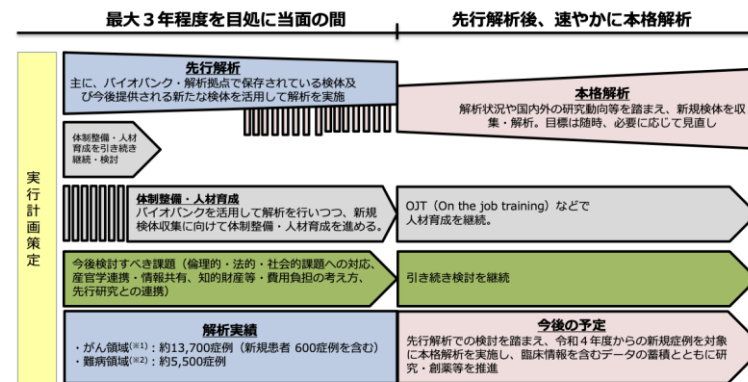 最大３年程度を目処に当面の間
先行解析後、速やかに本格解析
実行計画策定
先行解析
主に、バイオバンク・解析拠点で保存されている検体及
び今後提供される新たな検体を活用して解析を実施
本格解析
解析状況や国内外の研究動向等を踏まえ、新規検体を収
集・解析。目標は随時、必要に応じて見直し
体制整備・人材
育成を引き続き
継続・検討
体制整備・人材育成
バイオバンクを活用して解析を行いつつ、新規
検体収集に向けて体制整備・人材育成を進める。
OJT（On the job training）などで
人材育成を継続。
今後検討すべき課題（倫理的・法的・社会的課題への対応、
産官学連携・情報共有、知的財産等・費用負担の考え方、
先行研究との連携）
引き続き検討を継続
解析実績
・がん領域(※1)：約13,700症例（新規患者 600症例を含む）
・難病領域(※2)：約5,500症例
今後の予定
先行解析での検討を踏まえ、令和４年度からの新規症例を対象
に本格解析を実施し、臨床情報を含むデータの蓄積とともに研
究・創薬等を推進